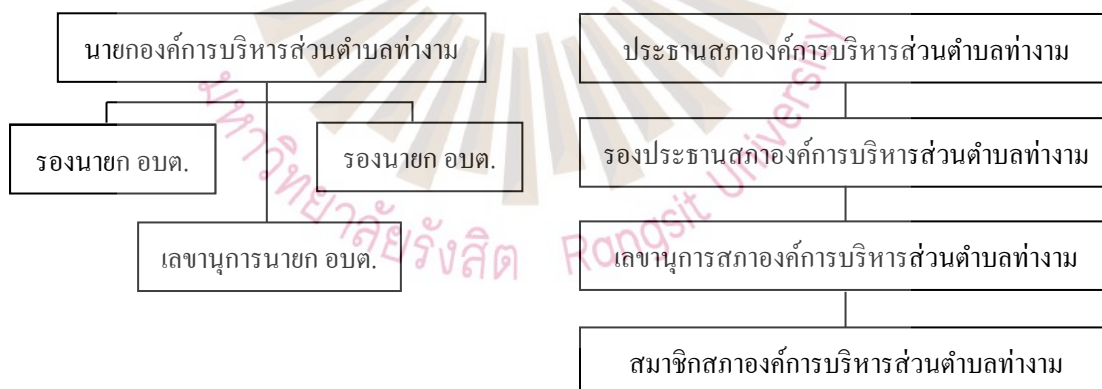 นายกองค์การบริหารส่วนตำบลท่างาม
รองนายก อบต.
รองนายก อบต.
เลขานุการนายก อบต.
ประธานสภาองค์การบริหารส่วนตำบลท่างาม
รองประธานสภาองค์การบริหารส่วนตำบลท่างาม
เลขานุการสภาองค์การบริหารส่วนตำบลท่างาม
สมาชิกสภาองค์การบริหารส่วนตำบลท่างาม
มหาวิทยาลัยรังสิต Rangsit University